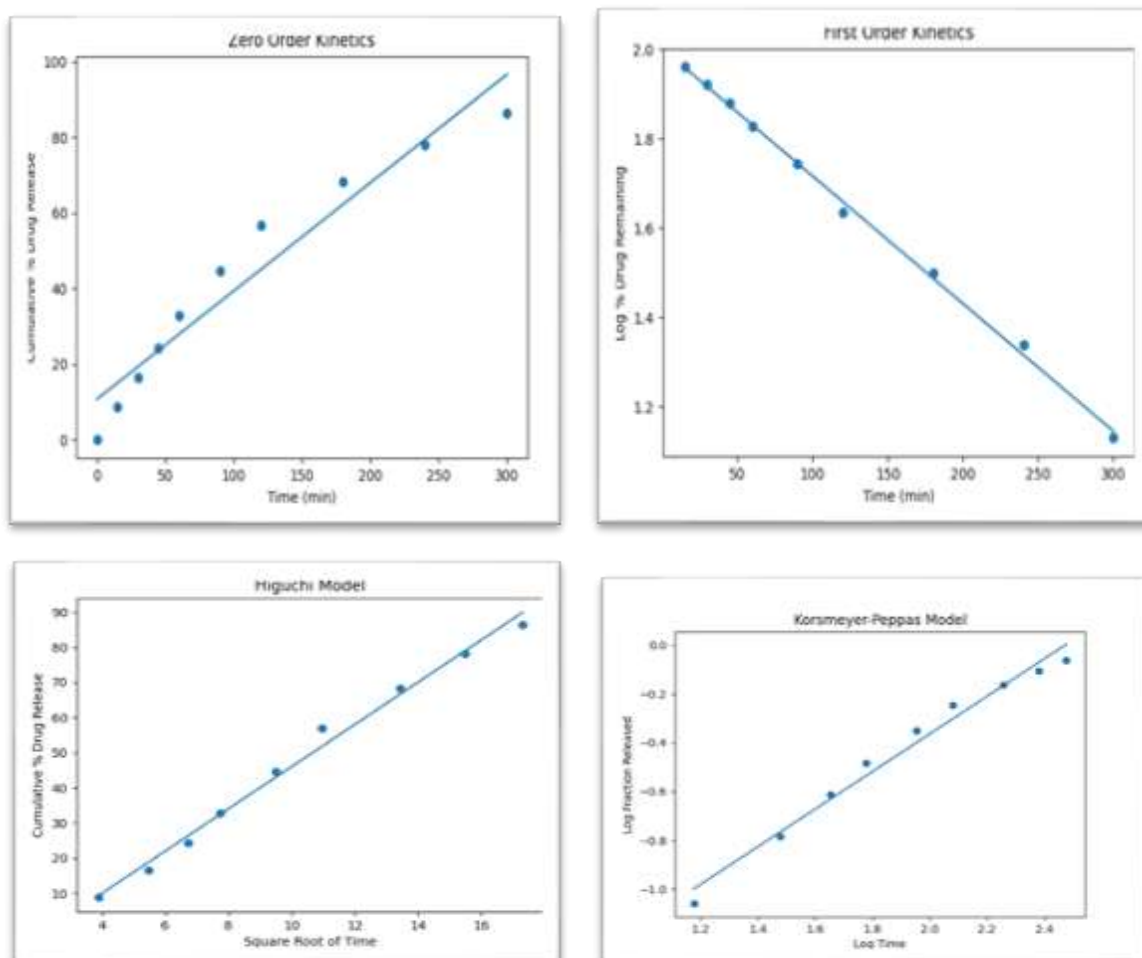 Zero Order Kinetics
100
80
60
40
20
0
Cumulative % Drug Release
0 50 100 150 200 250 300
Time (min)
First Order Kinetics
2.0
1.8
1.6
1.4
1.2
Log % Drug Remaining
50 100 150 200 250 300
Time (min)
Higuchi Model
90
80
70
60
50
40
30
20
10
Cumulative % Drug Release
4 6 8 10 12 14 16
Square Root of Time
Korsmeyer-Peppas Model
0.0
−0.2
−0.4
−0.6
−0.8
−1.0
Log Fraction Released
1.2 1.4 1.6 1.8 2.0 2.2 2.4
Log Time